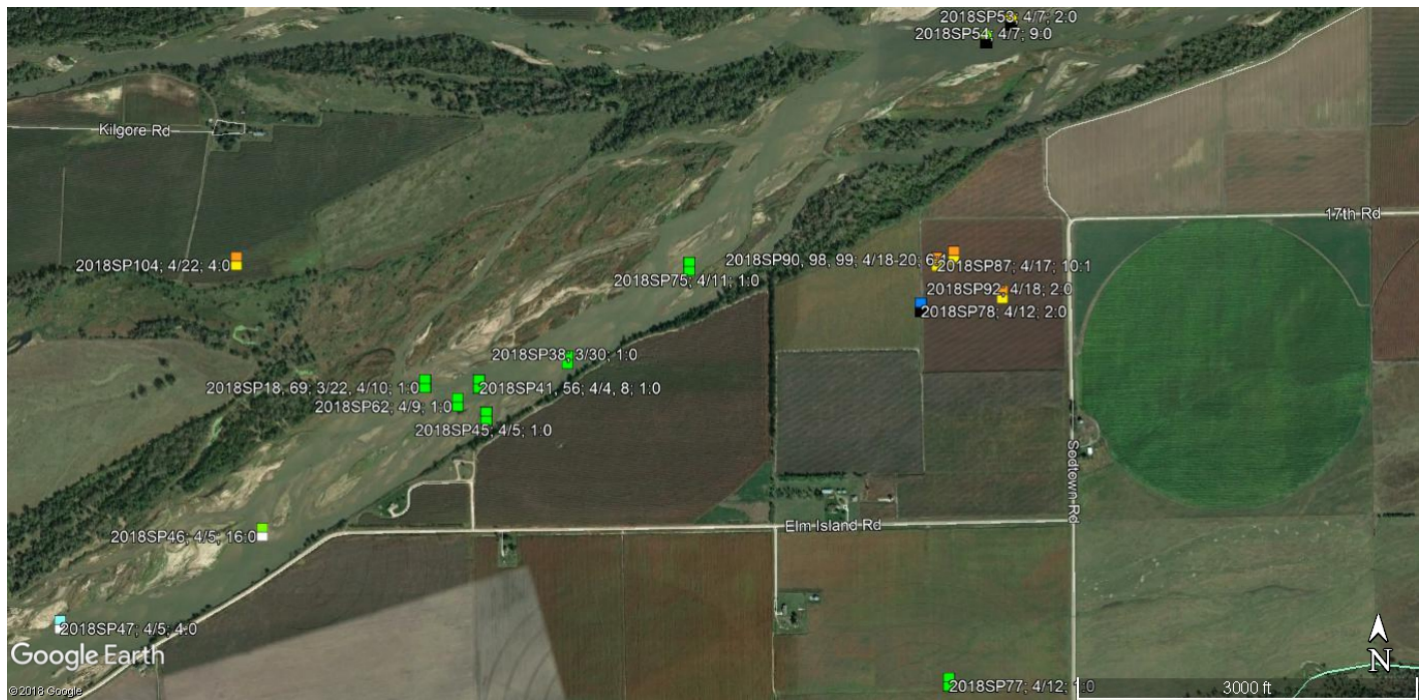 2018SP53; 4/7; 2:0
2018SP54; 4/7; 9:0
Kilgore Rd
17th Rd
2018SP104; 4/22; 4:0
2018SP90, 98, 99, 4/18-20; 6:1
2018SP87; 4/17, 10:1
2018SP75; 4/11; 1:0
2018SP92, 4/18; 2:0
2018SP78; 4/12; 2:0
2018SP38, 3/30; 1:0
2018SP18, 69, 3/22, 4/10; 1:0
2018SP41, 56; 4/4, 8; 1:0
2018SP62; 4/9; 1:0
2018SP45; 4/5; 1:0
Sodtown Rd
Elm Island Rd
2018SP46; 4/5; 16:0
2018SP47; 4/5; 4:0
Google Earth
N
©2018 Google
2018SP77; 4/12; 1:0
3000 ft